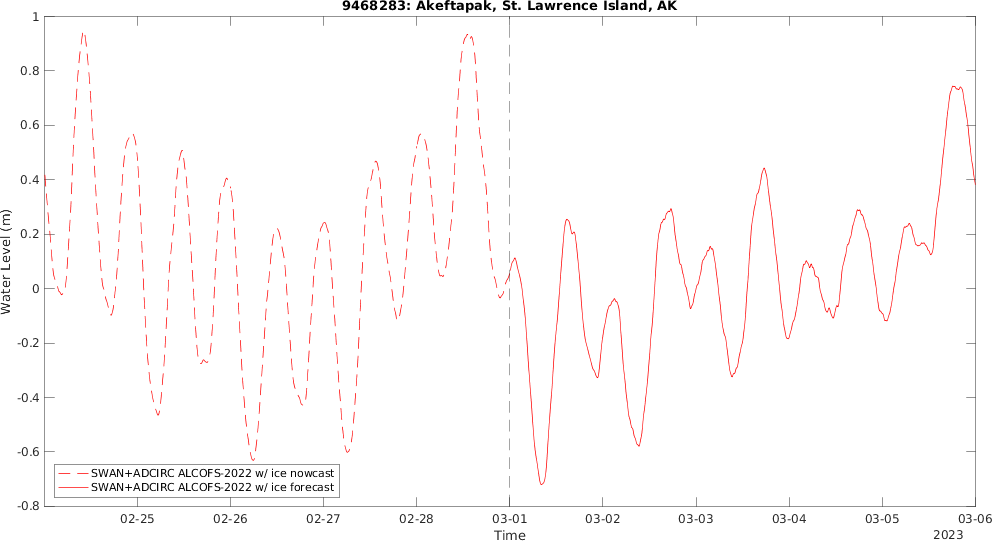 9468283: Akeftapak, St. Lawrence Island, AK
Water Level (m)
1
0.8
0.6
0.4
0.2
0
-0.2
-0.4
-0.6
-0.8
SWAN+ADCIRC ALCOFS-2022 w/ ice nowcast
SWAN+ADCIRC ALCOFS-2022 w/ ice forecast
02-25 02-26 02-27 02-28 03-01 03-02 03-03 03-04 03-05 03-06
Time
2023